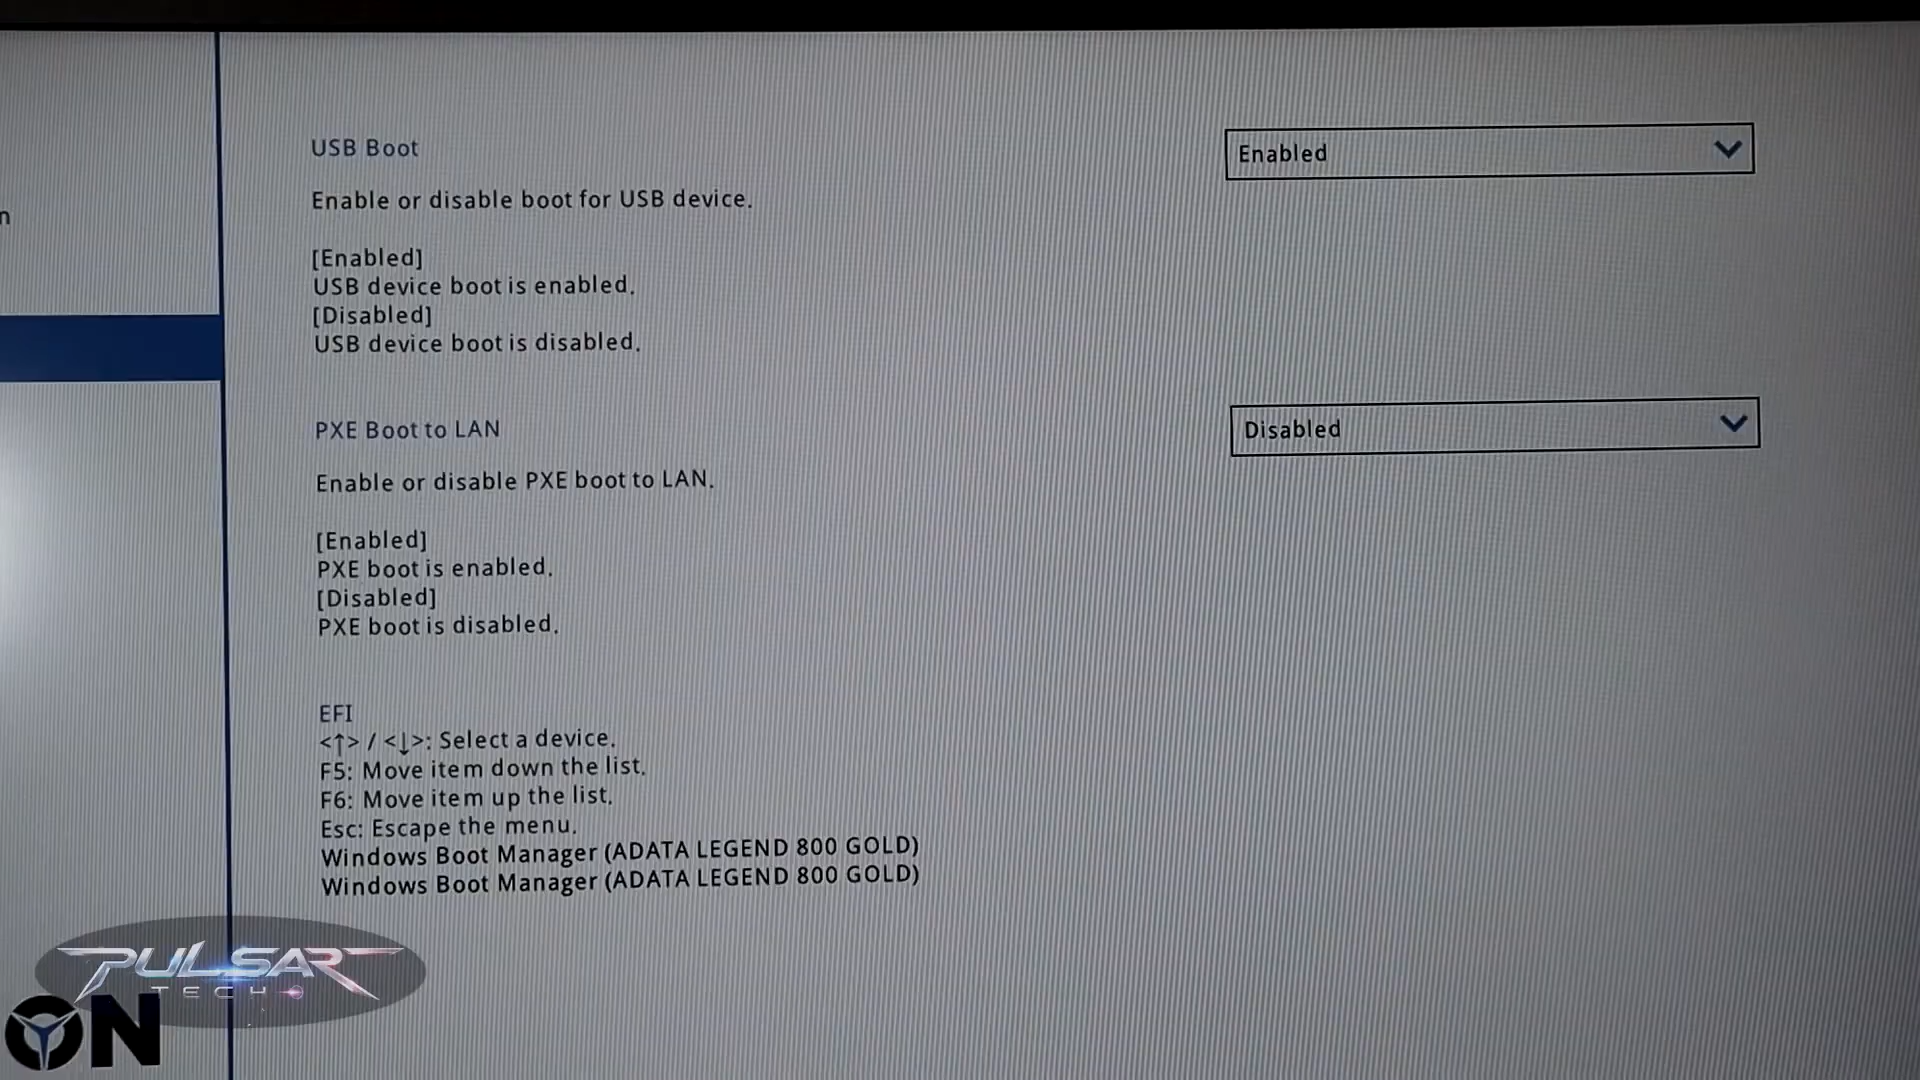 USB Boot
Enabled
Enable or disable boot for USB device.
n
[Enabled]
USB device boot is enabled.
[Disabled]
USB device boot is disabled.
PXE Boot to LAN
Disabled
Enable or disable PXE boot to LAN.
[Enabled]
PXE boot is enabled.
[Disabled]
PXE boot is disabled.
EFI
<↑> / <↓>: Select a device.
F5: Move item down the list.
F6: Move item up the list.
Esc: Escape the menu.
Windows Boot Manager (ADATA LEGEND 800 GOLD)
Windows Boot Manager (ADATA LEGEND 800 GOLD)
PULSAR
TECH
ON